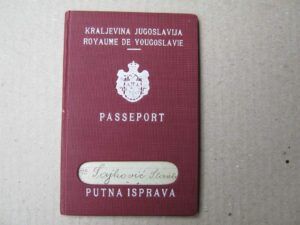 KRALJEVINA JUGOSLAVIJA
ROYAUME DE YOUGOSLAVIE
PASSEPORT
PUTNA ISPRAVA